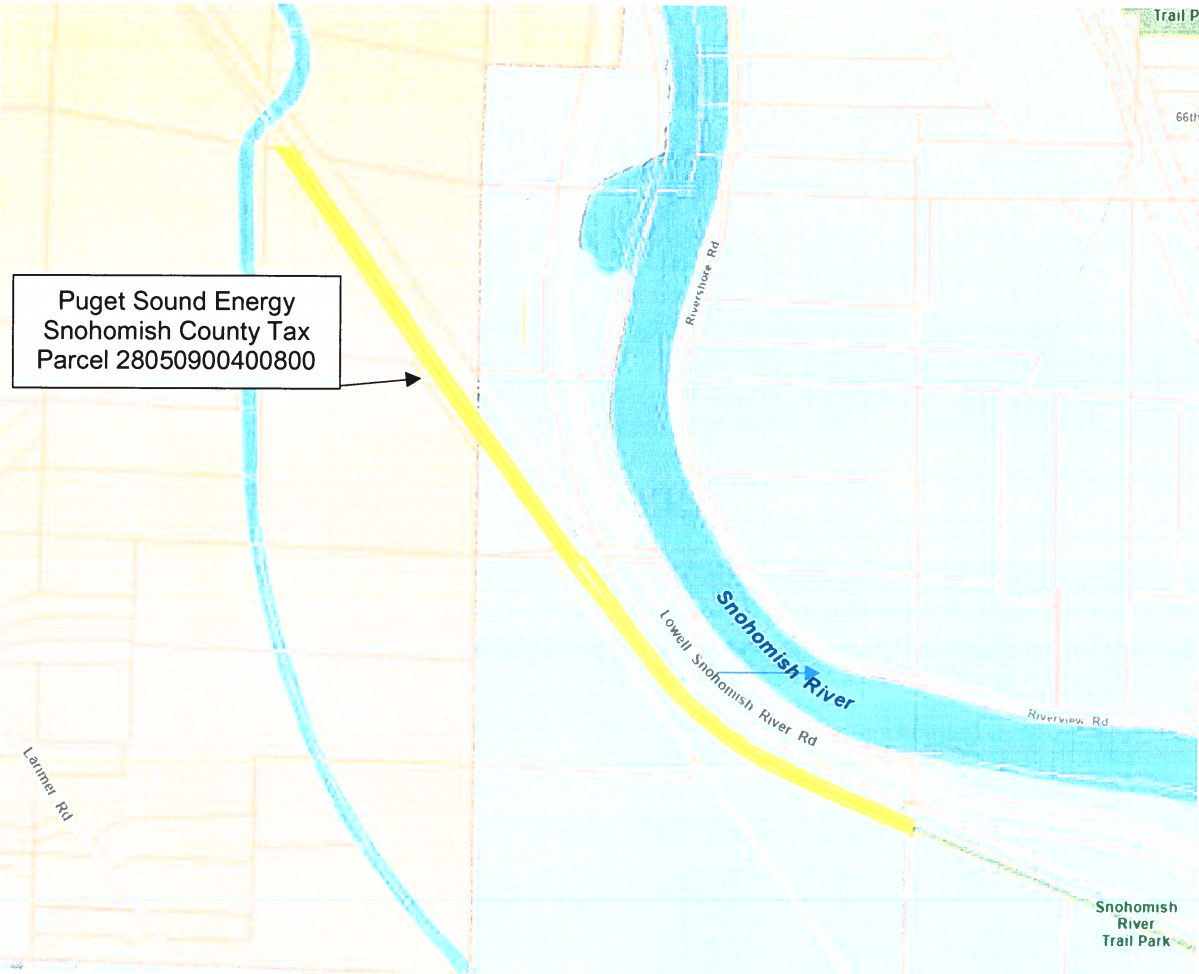 Trail P
66th
Rivershore Rd
Puget Sound Energy
Snohomish County Tax
Parcel 28050900400800
Snohomish River
Lowell Snohomish River Rd
Riverview Rd
Larimer Rd
Snohomish
River
Trail Park